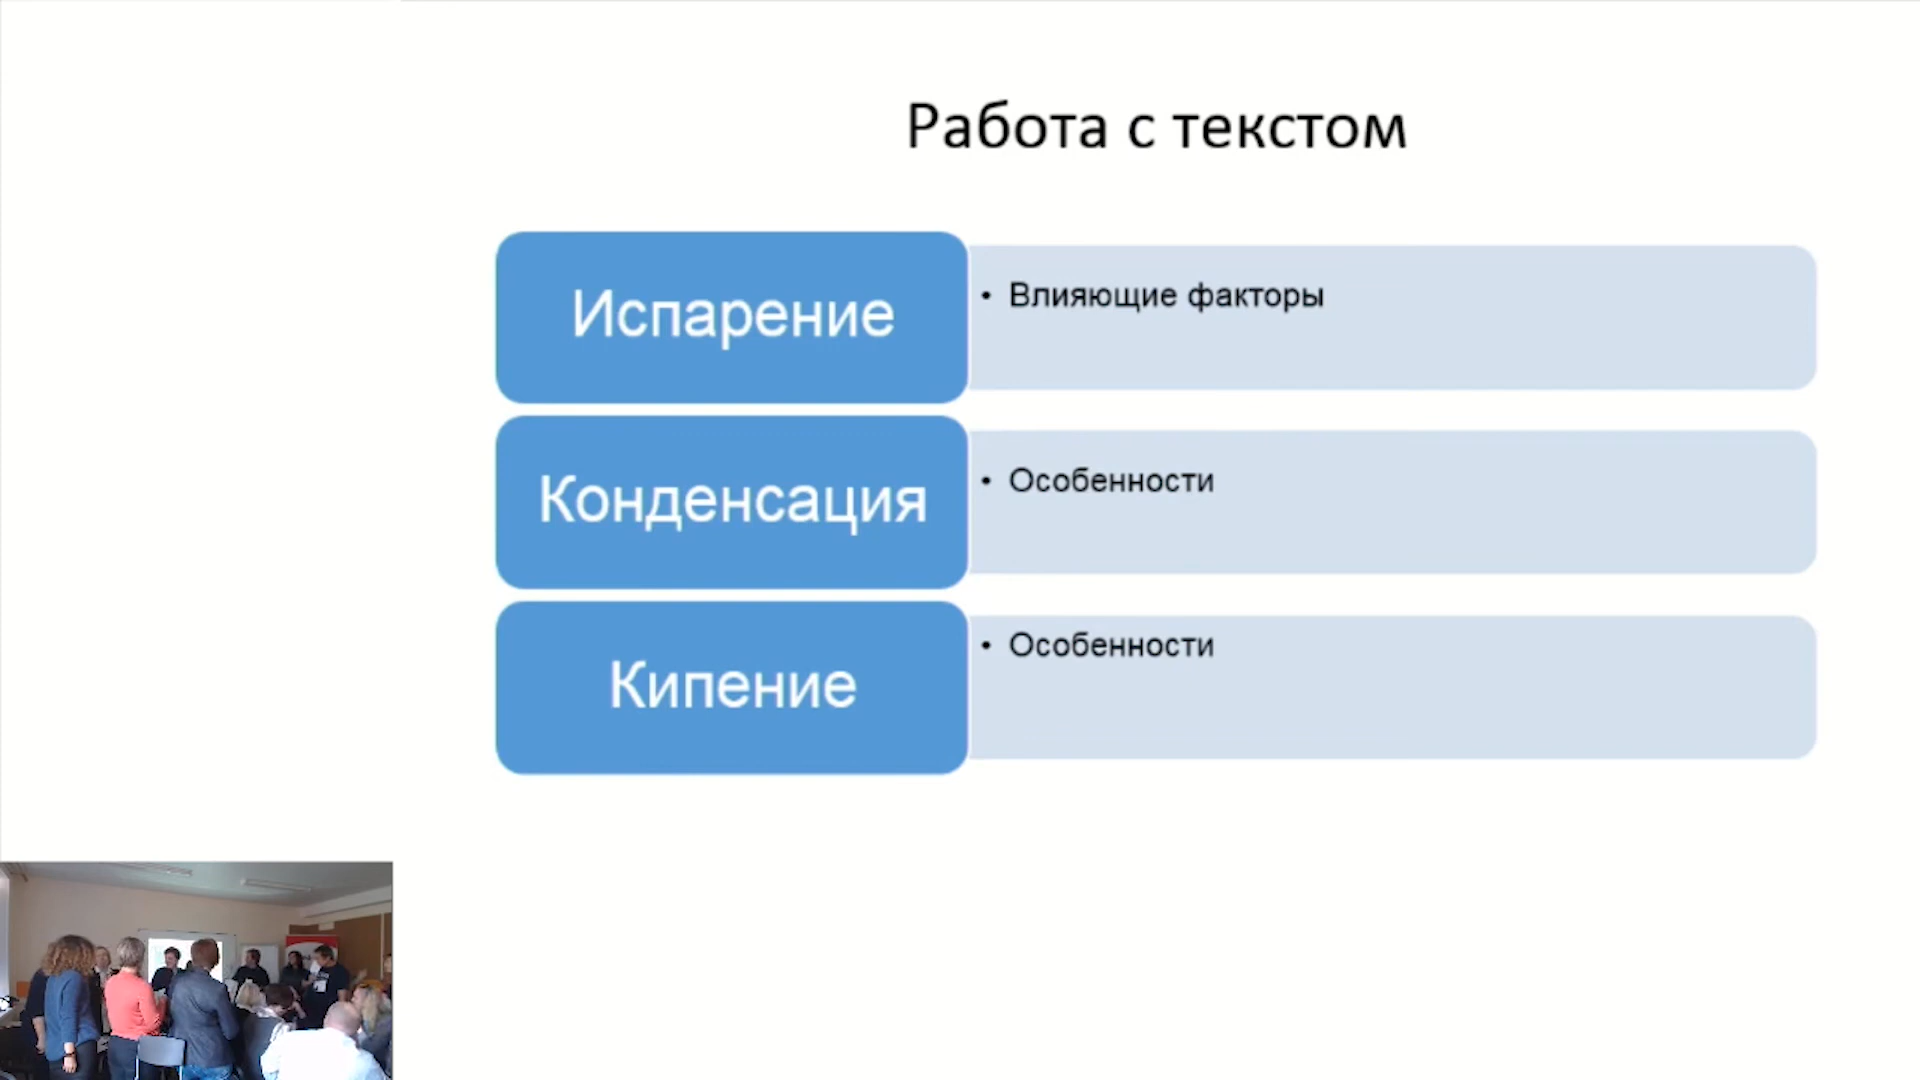 Работа с текстом
Испарение
• Влияющие факторы
Конденсация
• Особенности
Кипение
• Особенности